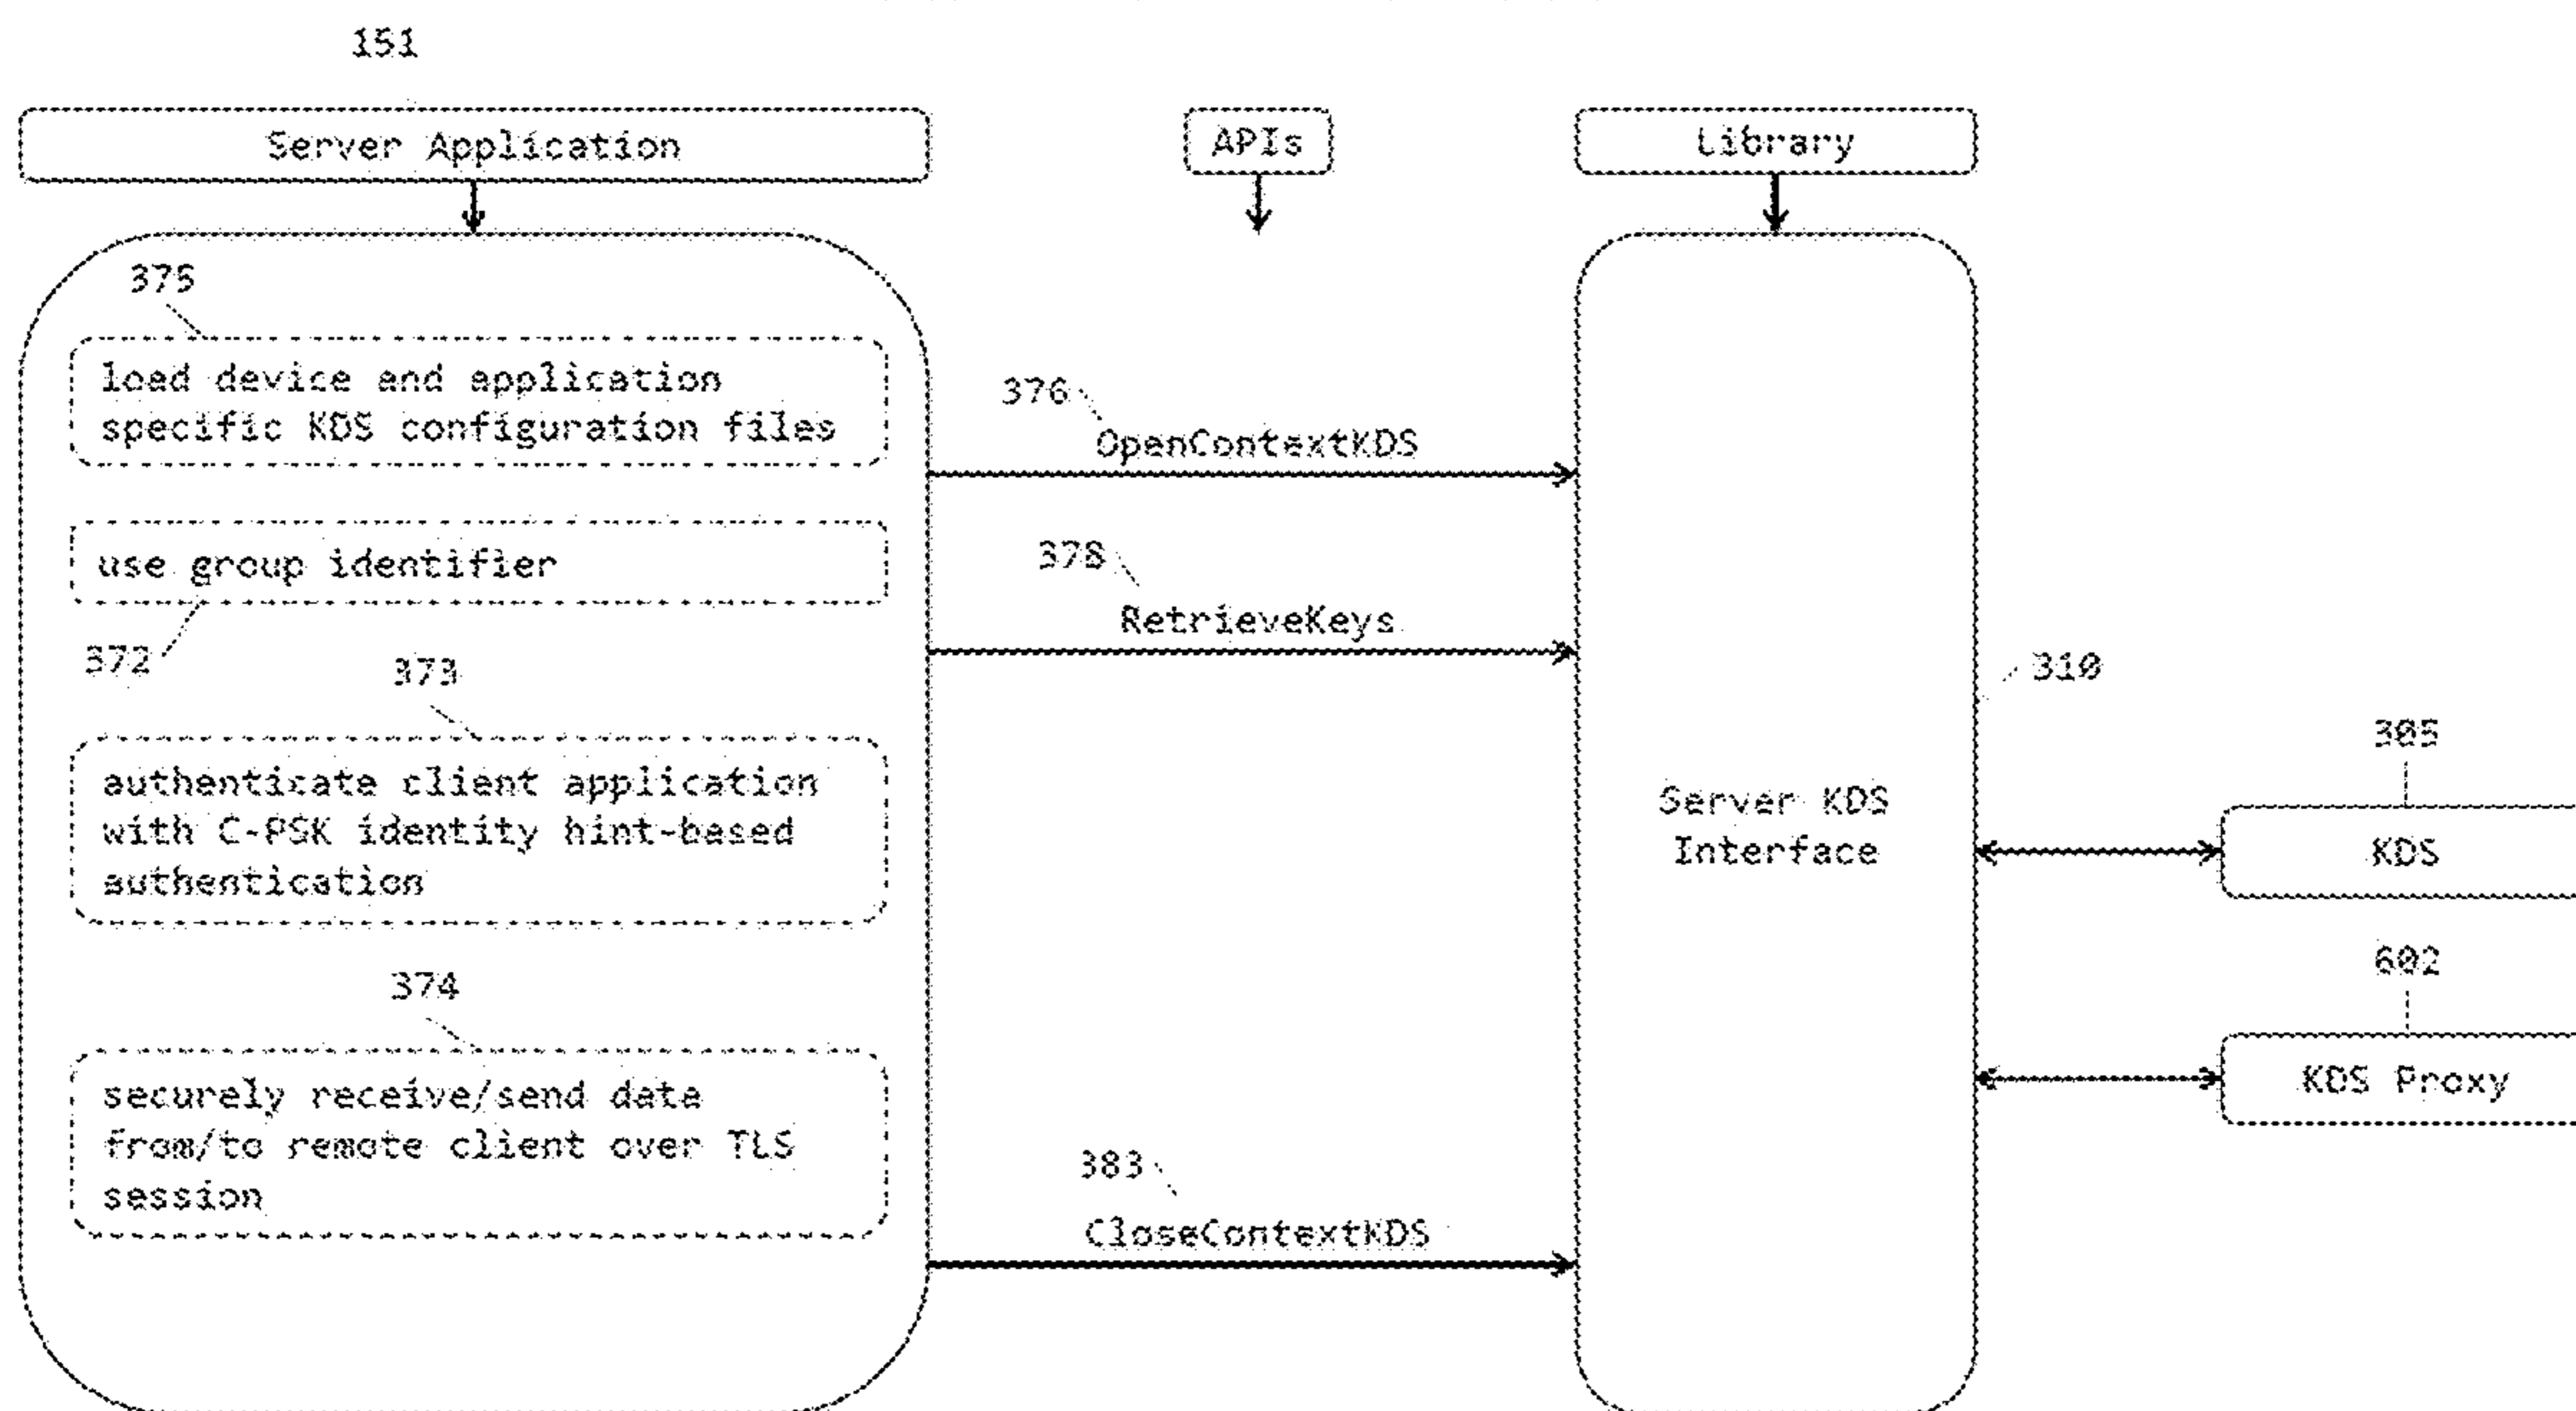 151
Server Application
APIs
Library
375
load device and application
specific KDS configuration files
376
OpenContextKDS
use group identifier
372
378
RetrieveKeys
373
310
authenticate client application
with C-PSK identity hint-based
authentication
Server KDS
Interface
305
KDS
374
602
KDS Proxy
securely receive/send data
from/to remote client over TLS
session
383
CloseContextKDS